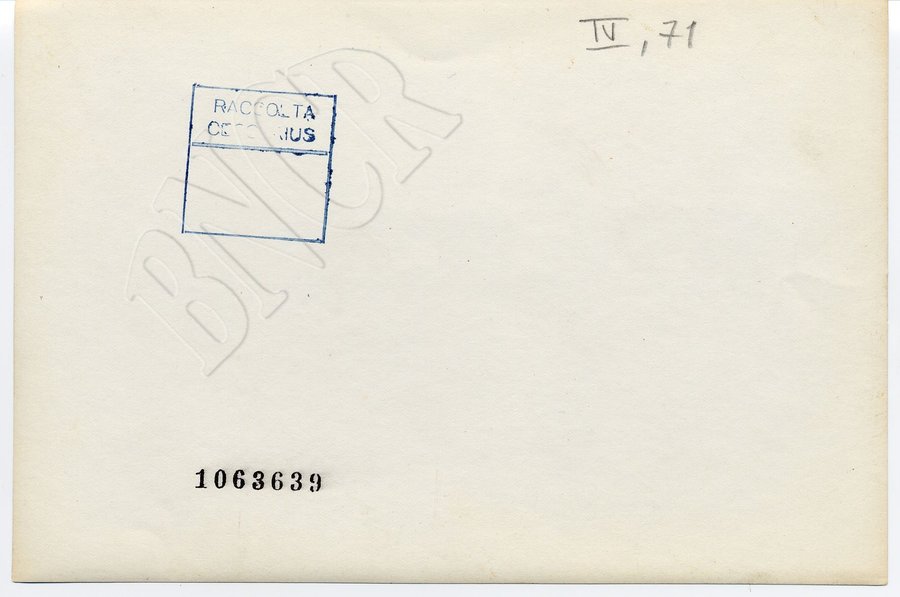 IV, 71
RACCOLTA
BNCR
1063639